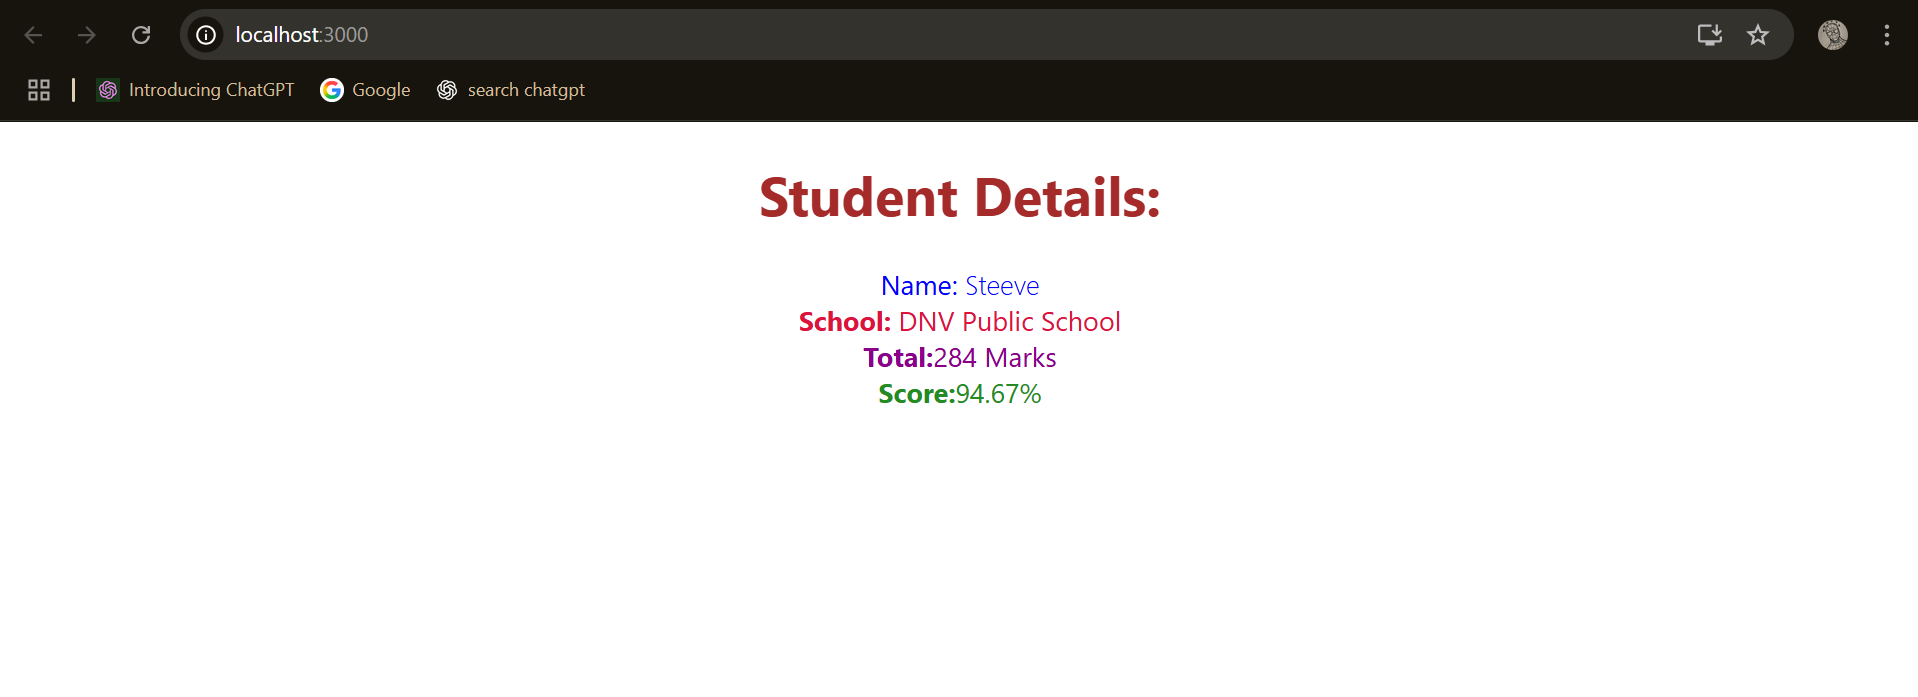 localhost:3000
Introducing ChatGPT Google search chatgpt
Student Details:
Name: Steeve
School: DNV Public School
Total:284 Marks
Score:94.67%